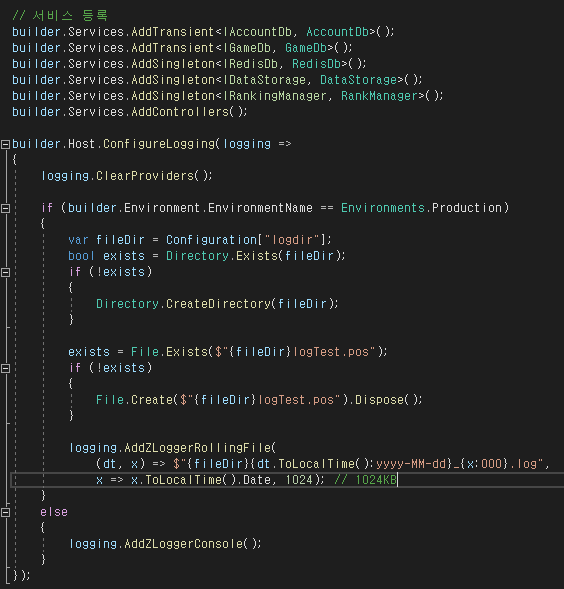 // 서비스 등록
builder.Services.AddTransient<IAccountDb, AccountDb>();
builder.Services.AddTransient<IGameDb, GameDb>();
builder.Services.AddSingleton<IRedisDb, RedisDb>();
builder.Services.AddSingleton<IDataStorage, DataStorage>();
builder.Services.AddSingleton<IRankingManager, RankManager>();
builder.Services.AddControllers();
builder.Host.ConfigureLogging(logging =>
{
logging.ClearProviders();
if (builder.Environment.EnvironmentName == Environments.Production)
{
var fileDir = Configuration["logdir"];
bool exists = Directory.Exists(fileDir);
if (!exists)
{
Directory.CreateDirectory(fileDir);
}
exists = File.Exists($"{fileDir}logTest.pos");
if (!exists)
{
File.Create($"{fileDir}logTest.pos").Dispose();
}
logging.AddZLoggerRollingFile(
(dt, x) => $"{fileDir}{dt.ToLocalTime():yyyy-MM-dd}_{x:000}.log",
x => x.ToLocalTime().Date, 1024); // 1024KB
}
else
{
logging.AddZLoggerConsole();
}
});